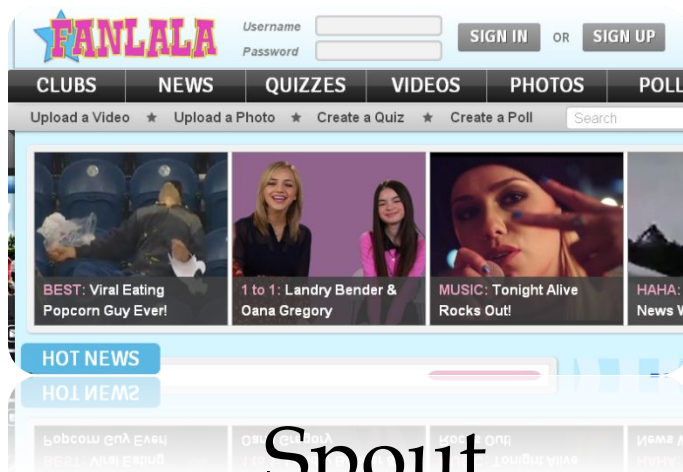 FANLALA
Username
Password
SIGN IN OR SIGN UP
CLUBS NEWS QUIZZES VIDEOS PHOTOS POLL
Upload a Video ★ Upload a Photo ★ Create a Quiz ★ Create a Poll Search
BEST: Viral Eating
Popcorn Guy Ever!
1 to 1: Landry Bender &
Oana Gregory
MUSIC: Tonight Alive
Rocks Out!
HAHA:
News
HOT NEWS
Spout